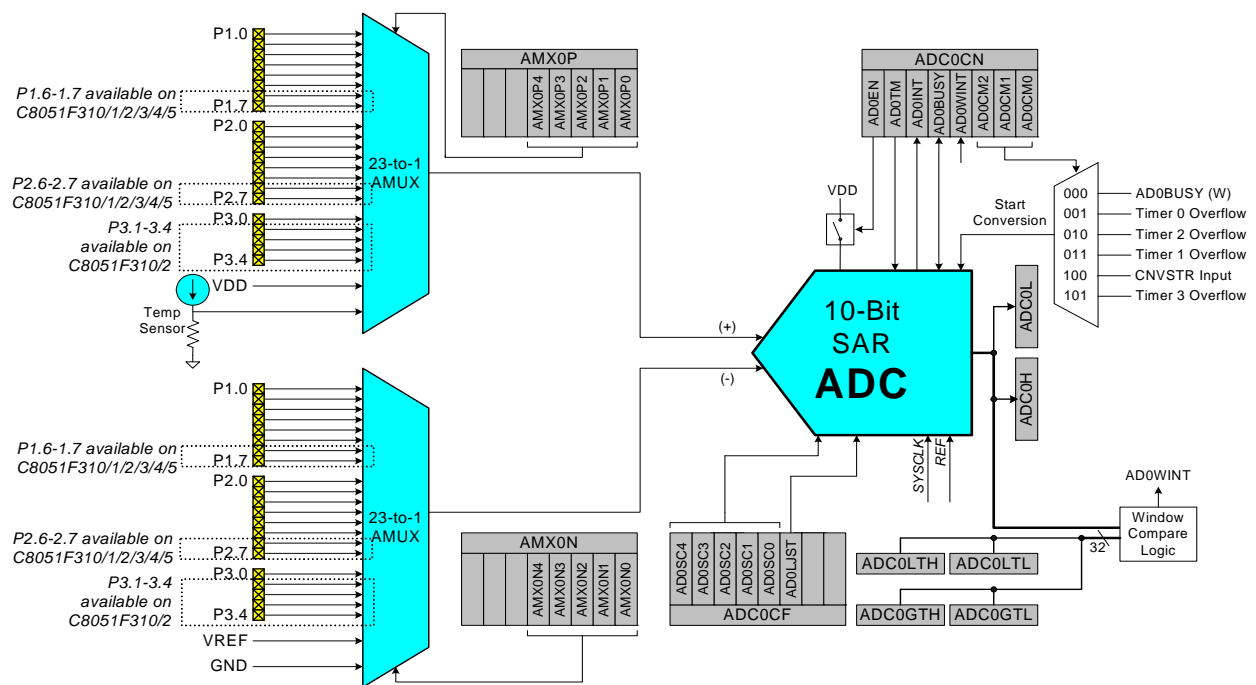 P1.0
P1.6-1.7 available on
C8051F310/1/2/3/4/5
P1.7
P2.0
P2.6-2.7 available on
C8051F310/1/2/3/4/5
P2.7
P3.0
P3.1-3.4
available on
C8051F310/2
P3.4
VDD
Temp
Sensor
23-to-1
AMUX
AMX0P
AMX0P4
AMX0P3
AMX0P2
AMX0P1
AMX0P0
ADC0CN
AD0EN
AD0TM
AD0INT
AD0BUSY
AD0WINT
AD0CM2
AD0CM1
AD0CM0
VDD
Start
Conversion
000 AD0BUSY (W)
001 Timer 0 Overflow
010 Timer 2 Overflow
011 Timer 1 Overflow
100 CNVSTR Input
101 Timer 3 Overflow
(+)
(-)
10-Bit
SAR
ADC
ADC0L
ADC0H
SYSCLK
REF
P1.0
P1.6-1.7 available on
C8051F310/1/2/3/4/5
P1.7
P2.0
P2.6-2.7 available on
C8051F310/1/2/3/4/5
P2.7
P3.0
P3.1-3.4
available on
C8051F310/2
P3.4
VREF
GND
23-to-1
AMUX
AMX0N
AMX0N4
AMX0N3
AMX0N2
AMX0N1
AMX0N0
AD0SC4
AD0SC3
AD0SC2
AD0SC1
AD0SC0
AD0LJST
ADC0CF
AD0WINT
Window
Compare
Logic
32
ADC0LTH
ADC0LTL
ADC0GTH
ADC0GTL